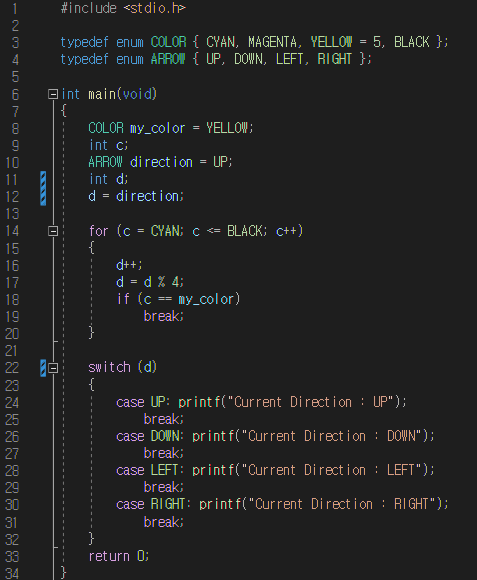 1 #include <stdio.h>
2
3 typedef enum COLOR { CYAN, MAGENTA, YELLOW = 5, BLACK };
4 typedef enum ARROW { UP, DOWN, LEFT, RIGHT };
5
6 int main(void)
7 {
8 COLOR my_color = YELLOW;
9 int c;
10 ARROW direction = UP;
11 int d;
12 d = direction;
13
14 for (c = CYAN; c <= BLACK; c++)
15 {
16 d++;
17 d = d % 4;
18 if (c == my_color)
19 break;
20 }
21
22 switch (d)
23 {
24 case UP: printf("Current Direction : UP");
25 break;
26 case DOWN: printf("Current Direction : DOWN");
27 break;
28 case LEFT: printf("Current Direction : LEFT");
29 break;
30 case RIGHT: printf("Current Direction : RIGHT");
31 break;
32 }
33 return 0;
34 }